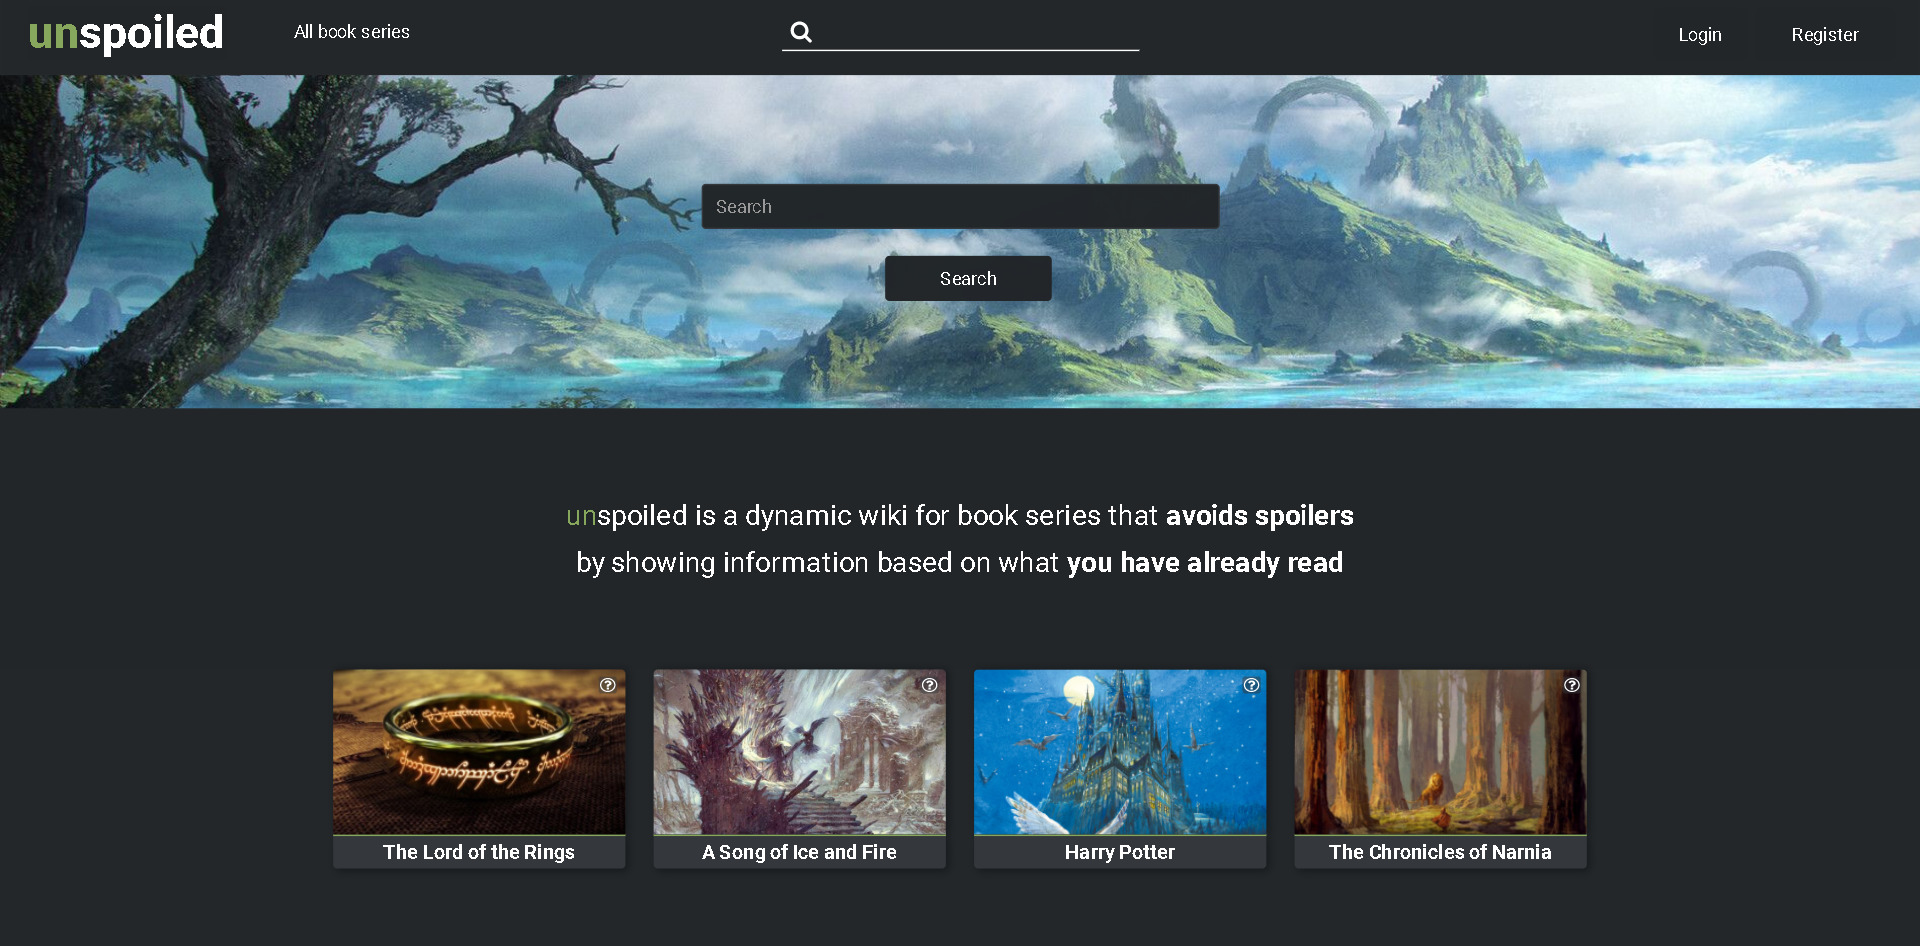 unspoiled
All book series
Login
Register
Search
Search
unspoiled is a dynamic wiki for book series that avoids spoilers
by showing information based on what you have already read
The Lord of the Rings
A Song of Ice and Fire
Harry Potter
The Chronicles of Narnia